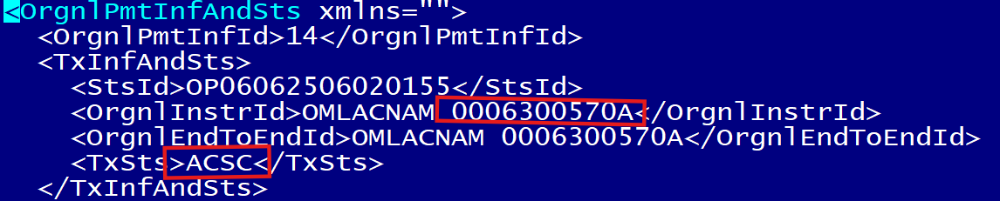 <OrgnlPmtInfAndSts xmlns="">
<OrgnlPmtInfId>14</OrgnlPmtInfId>
<TxInfAndSts>
<StsId>OP06062506020155</StsId>
<OrgnlInstrId>OMLACNAM 0006300570A</OrgnlInstrId>
<OrgnlEndToEndId>OMLACNAM 0006300570A</OrgnlEndToEndId>
<TxSts>ACSC</TxSts>
</TxInfAndSts>